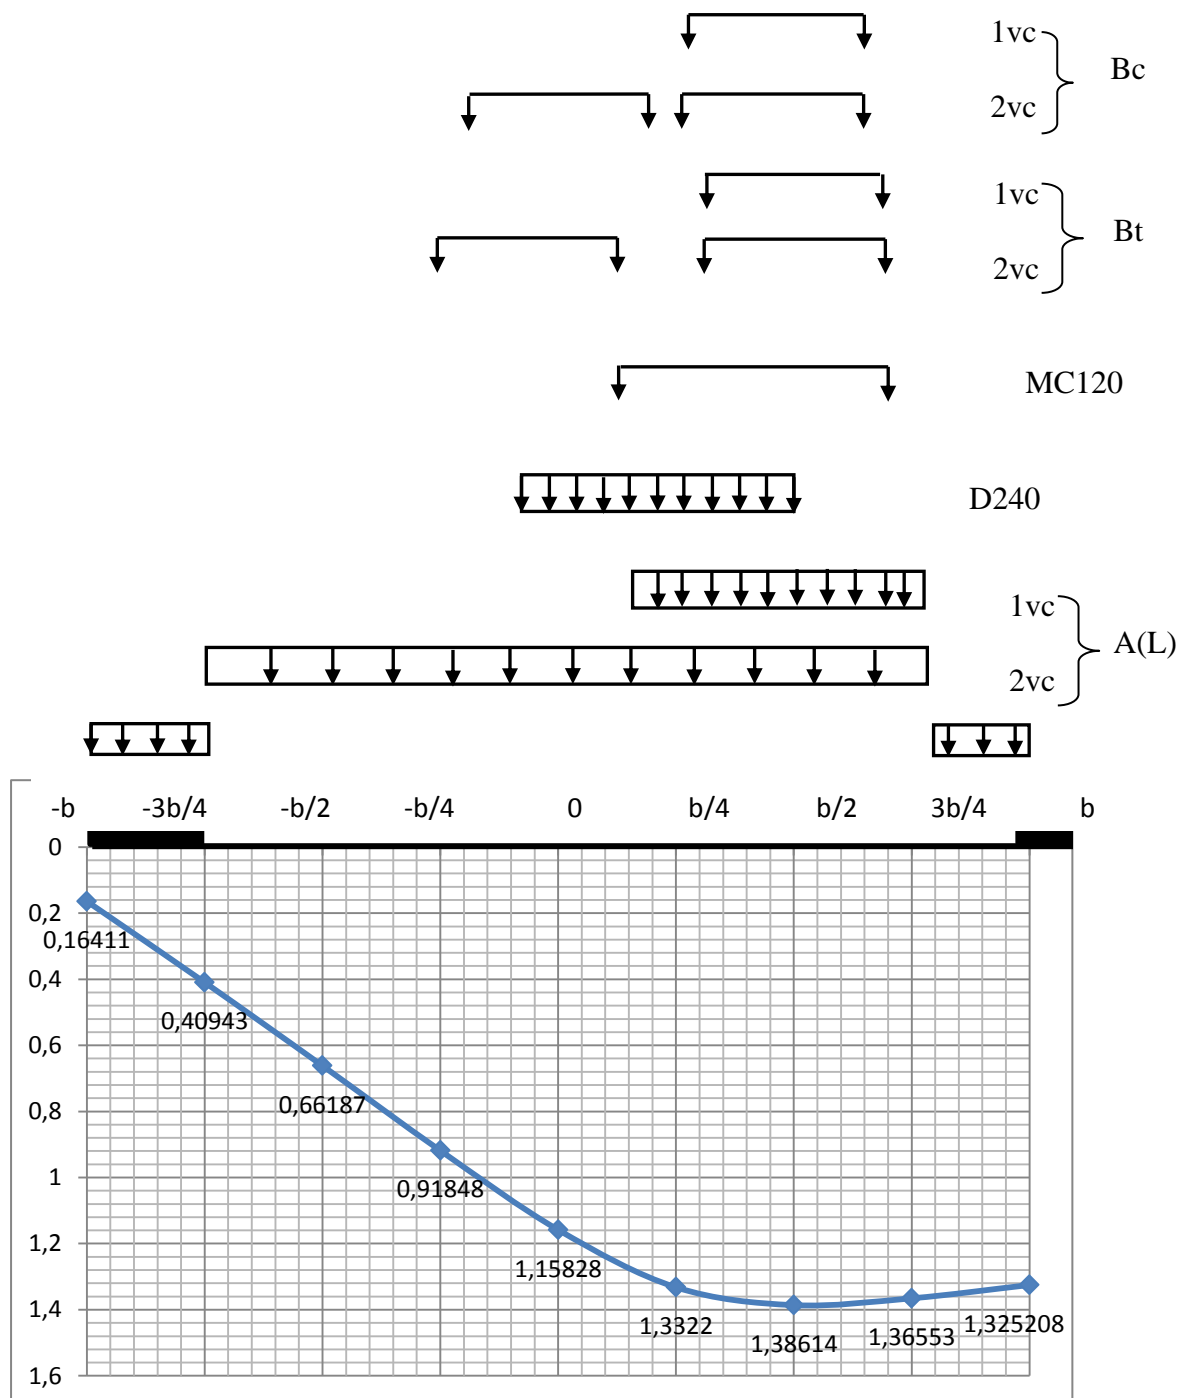 1vc
Bc
2vc
1vc
Bt
2vc
MC120
D240
1vc
A(L)
2vc
-b -3b/4 -b/2 -b/4 0 b/4 b/2 3b/4 b
0
0,2
0,16411
0,4
0,40943
0,6
0,66187
0,8
1
0,91848
1,2
1,15828
1,4
1,3322
1,38614
1,36553
1,325208
1,6